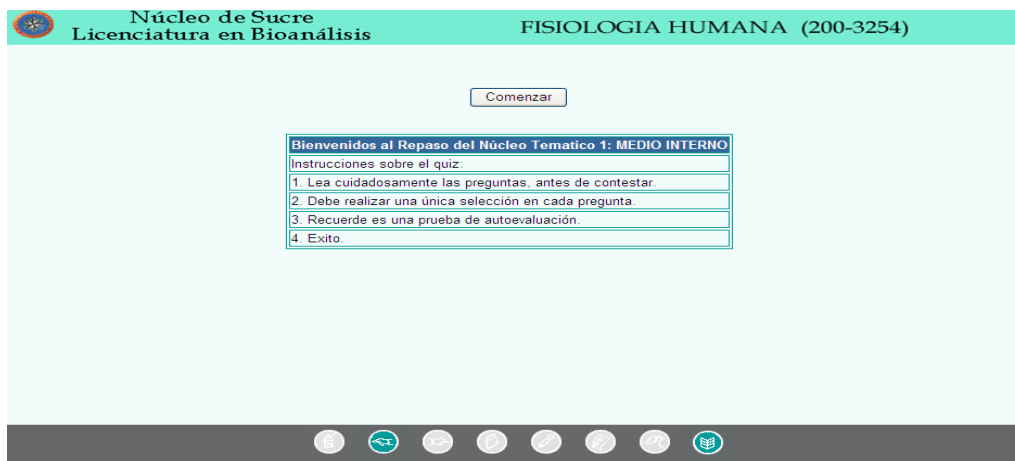 Núcleo de Sucre
Licenciatura en Bioanálisis
FISIOLOGIA HUMANA (200-3254)
Comenzar
Bienvenidos al Repaso del Núcleo Tematico 1: MEDIO INTERNO
Instrucciones sobre el quiz:
1. Lea cuidadosamente las preguntas, antes de contestar.
2. Debe realizar una única selección en cada pregunta.
3. Recuerde es una prueba de autoevaluación.
4. Exito.